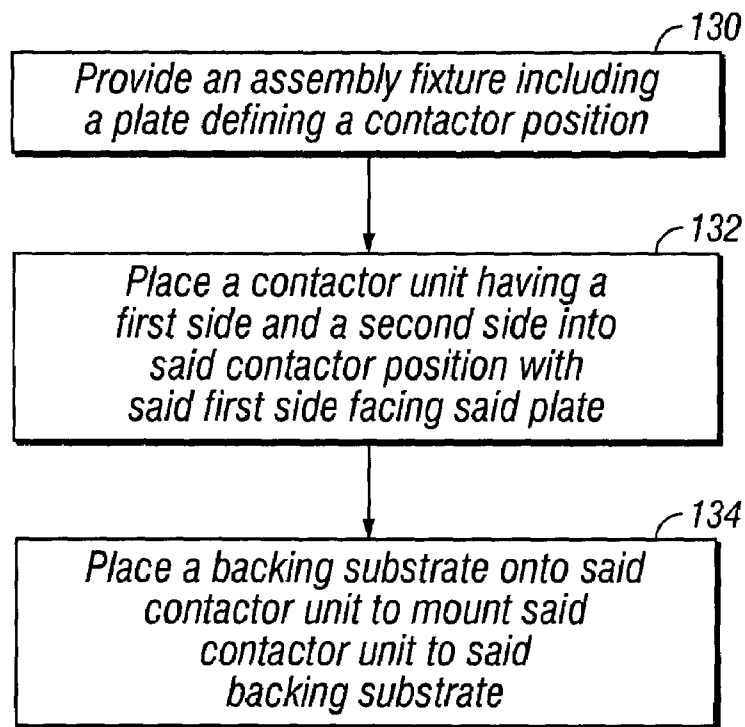 130
Provide an assembly fixture including
a plate defining a contactor position
132
Place a contactor unit having a
first side and a second side into
said contactor position with
said first side facing said plate
134
Place a backing substrate onto said
contactor unit to mount said
contactor unit to said
backing substrate